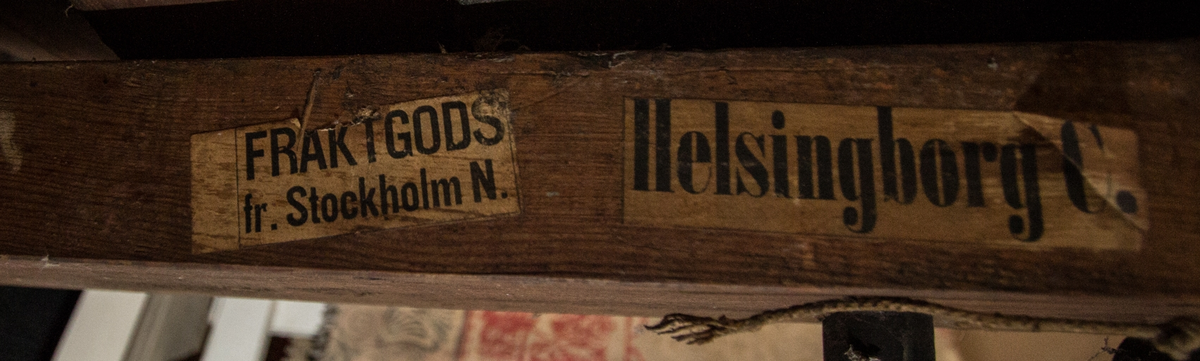 FRAKTGODS
fr. Stockholm N.
Helsingborg C.